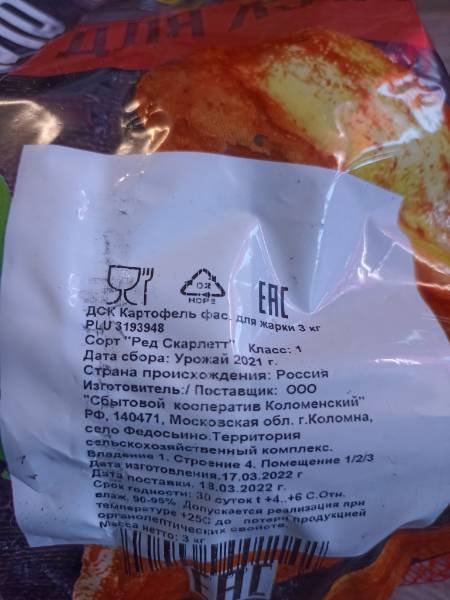 02
HDPE
EAC
ДСК Картофель фас. для жарки 3 кг
PLU 3193948
Сорт "Ред Скарлетт" Класс: 1
Дата сбора: Урожай 2021 г.
Страна происхождения: Россия
Изготовитель:/ Поставщик: ООО
"Сбытовой кооператив Коломенский"
РФ, 140471, Московская обл. г.Коломна,
село Федосьино.Территория
сельскохозяйственный комплекс.
Владение 1. Строение 4. Помещение 1/2/3
Дата изготовления.17.03.2022 г
Дата поставки. 18.03.2022 г.
Срок годности: 30 суток t +4..+6 С.Отн.
влаж. 90-95% Допускается реализация при
температуре +25С до потери продукцией
органолептических свойств.
Масса нетто: 3 кг
EAC